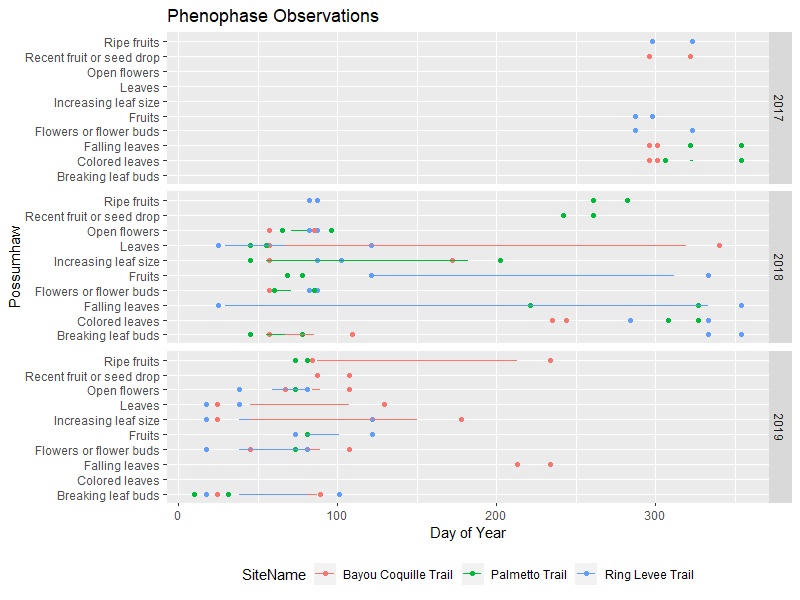 Phenophase Observations
Possumhaw
Ripe fruits
Recent fruit or seed drop
Open flowers
Leaves
Increasing leaf size
Fruits
Flowers or flower buds
Falling leaves
Colored leaves
Breaking leaf buds
2017
Ripe fruits
Recent fruit or seed drop
Open flowers
Leaves
Increasing leaf size
Fruits
Flowers or flower buds
Falling leaves
Colored leaves
Breaking leaf buds
2018
Ripe fruits
Recent fruit or seed drop
Open flowers
Leaves
Increasing leaf size
Fruits
Flowers or flower buds
Falling leaves
Colored leaves
Breaking leaf buds
2019
0 100 200 300
Day of Year
SiteName Bayou Coquille Trail Palmetto Trail Ring Levee Trail